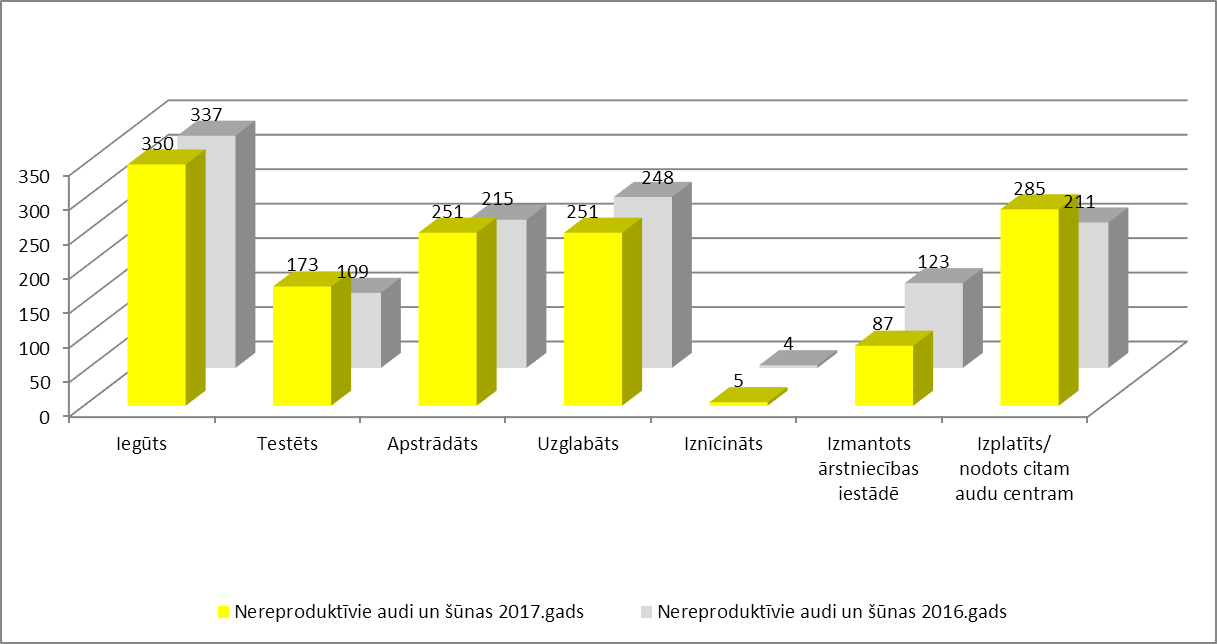 337
350
248
285
215
251
251
211
173
109
123
87
4
5
350
300
250
200
150
100
50
0
Iegūts
Testēts
Apstrādāts
Uzglabāts
Iznīcināts
Izmantots
ārstniecības
iestādē
Izplatīts/
nodots citam
audu centram
Nereproduktīvie audi un šūnas 2017.gads
Nereproduktīvie audi un šūnas 2016.gads